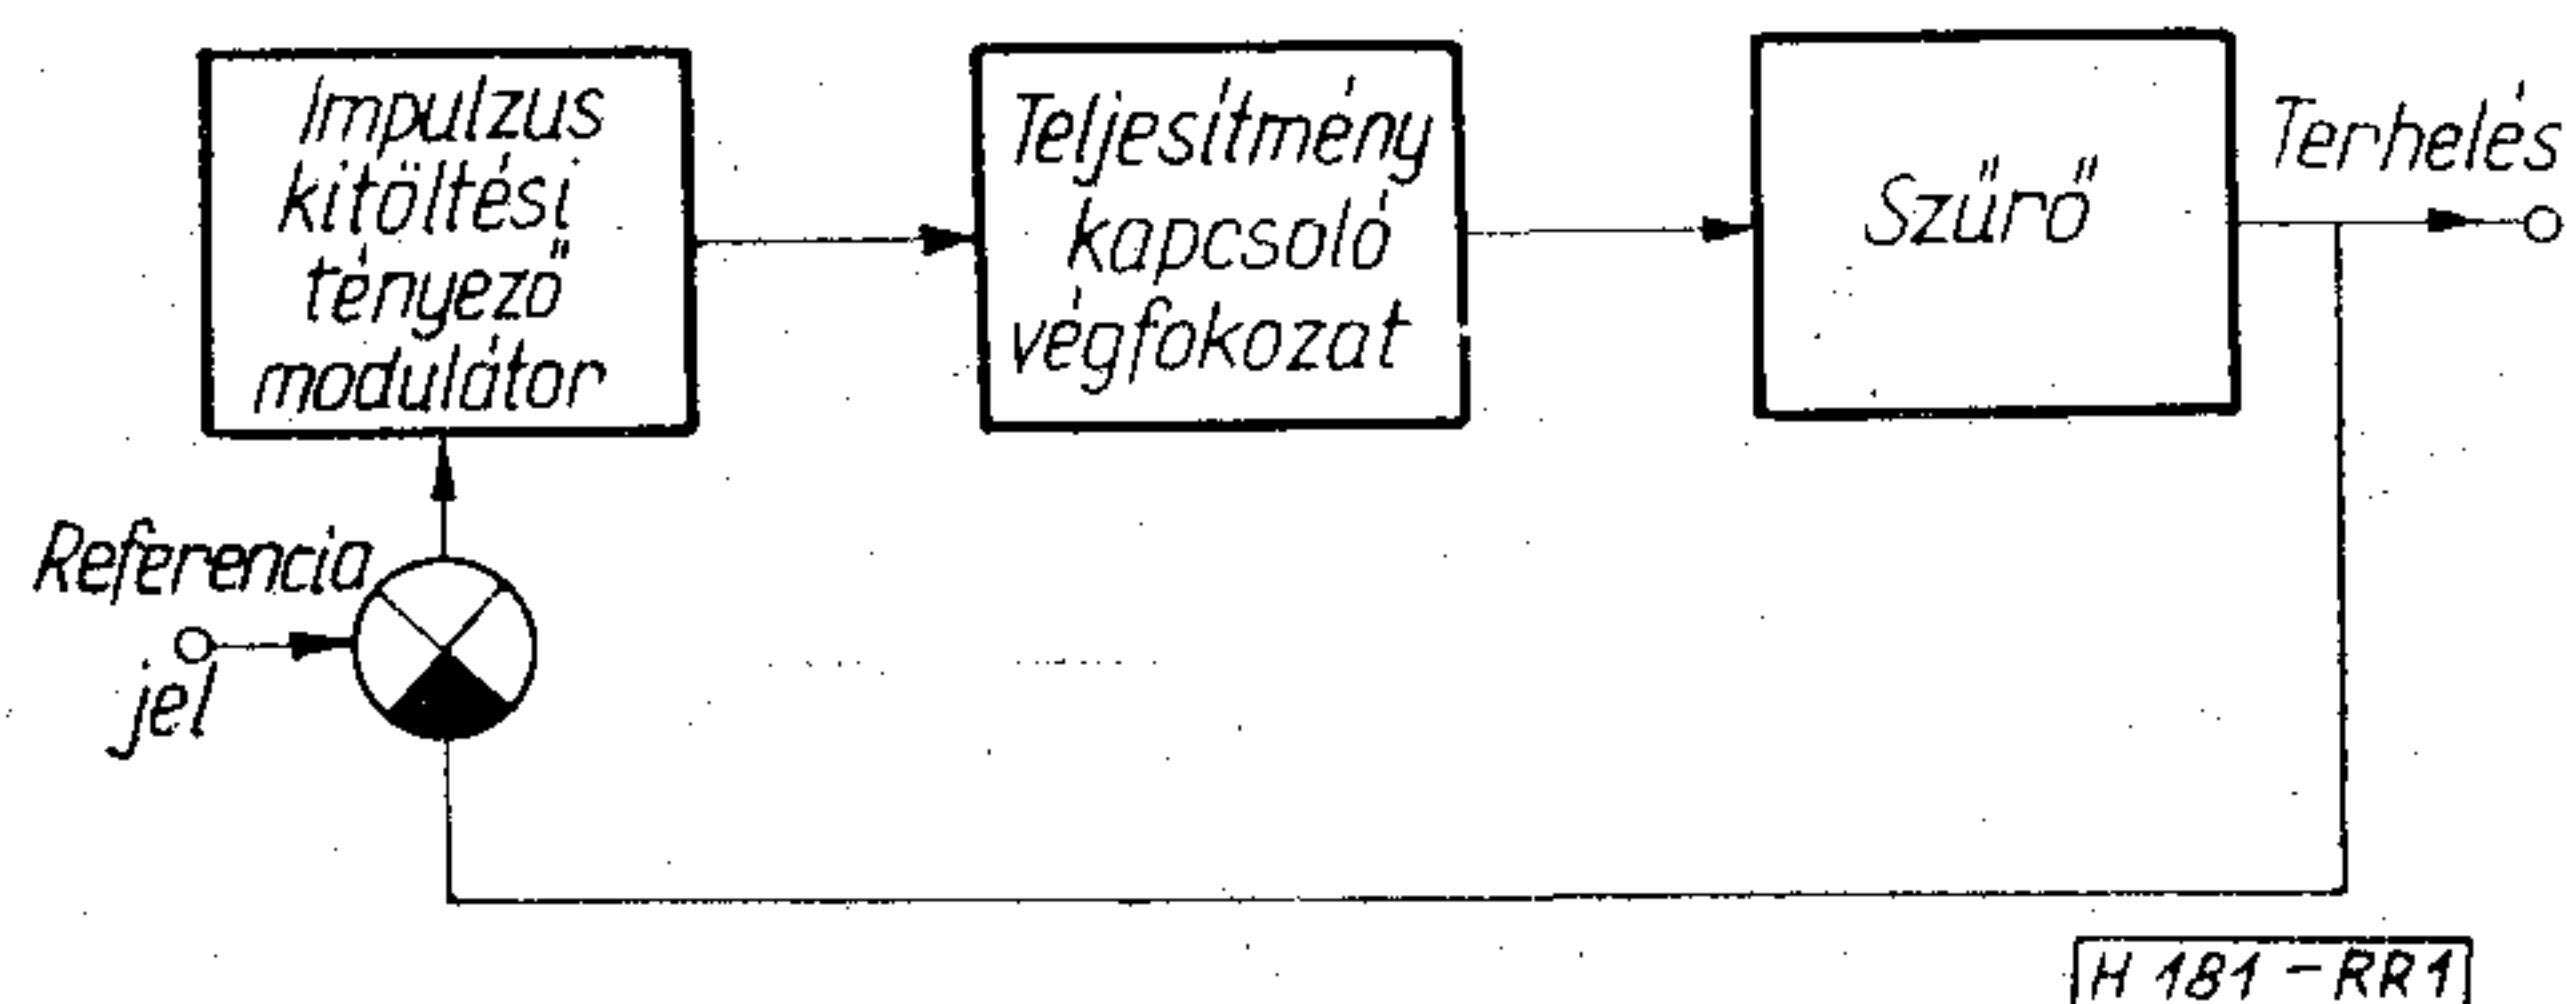 Impulzus
kitöltési
tényező
modulátor
Teljesítmény
kapcsoló
végfokozat
Szűrő
Terhelés
Referencia
jel
H 181 - RR1